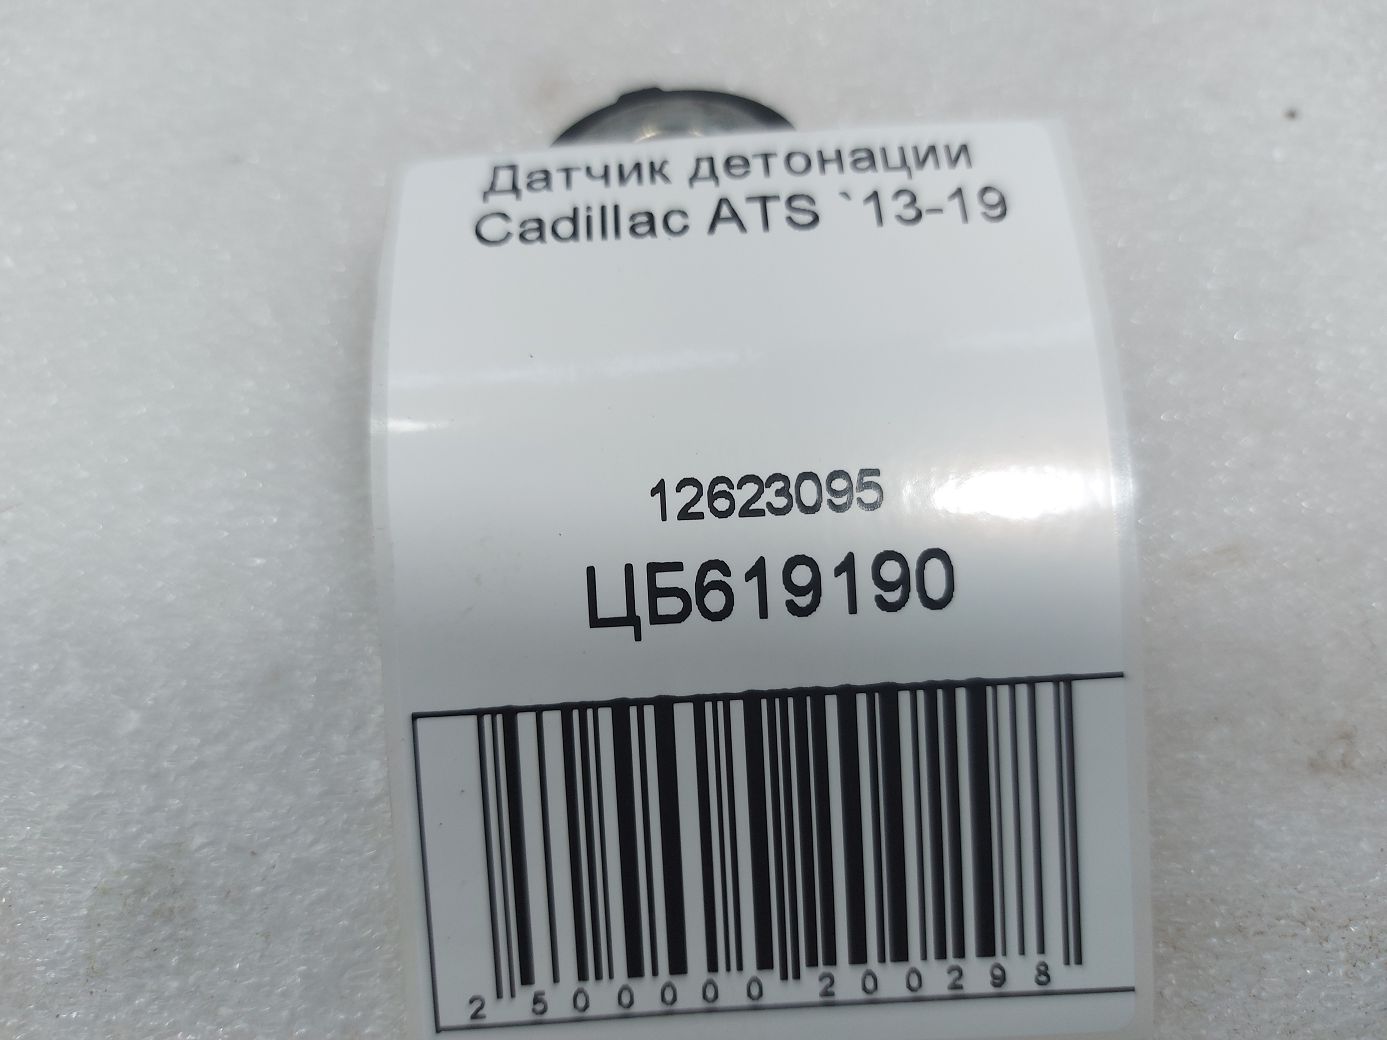 Датчик детонации
Cadillac ATS `13-19
12623095
ЦБ619190
2 500000 200298